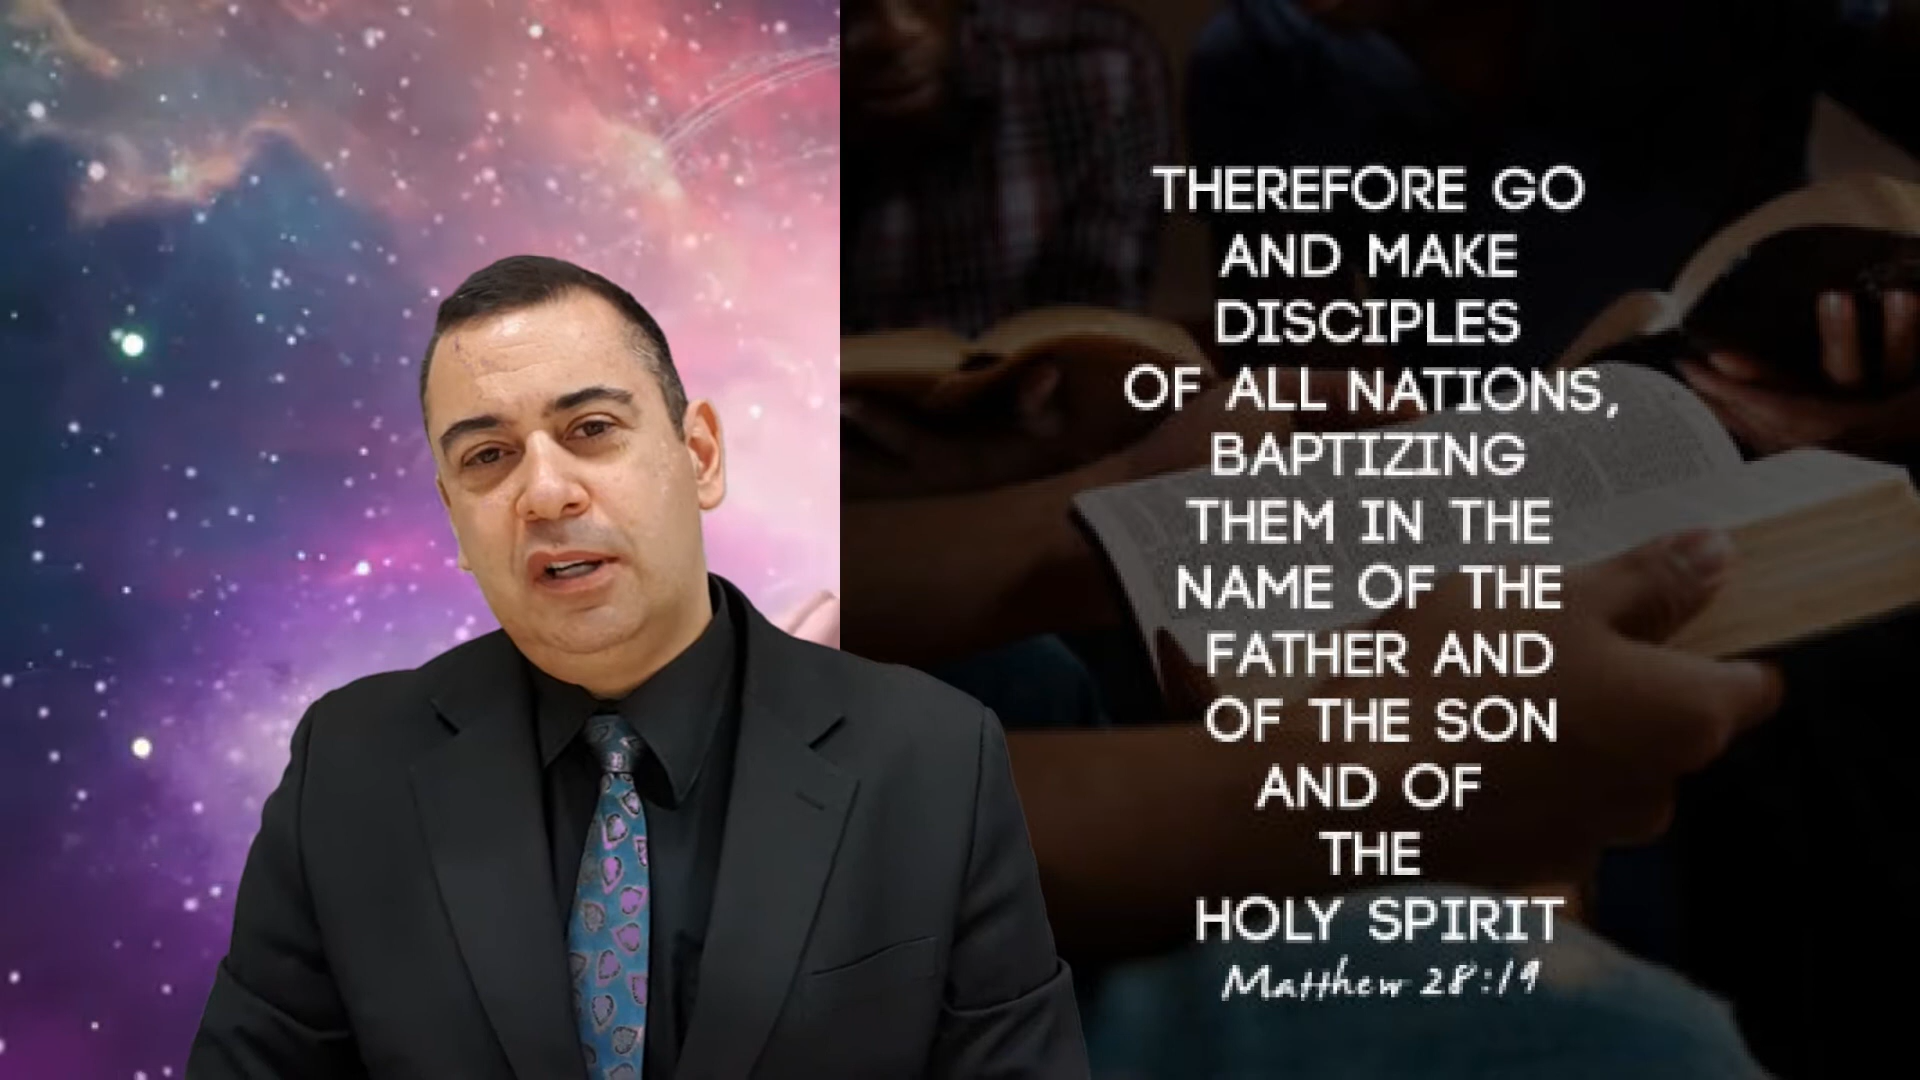 THEREFORE GO
AND MAKE
DISCIPLES
OF ALL NATIONS,
BAPTIZING
THEM IN THE
NAME OF THE
FATHER AND
OF THE SON
AND OF
THE
HOLY SPIRIT
Matthew 28:19